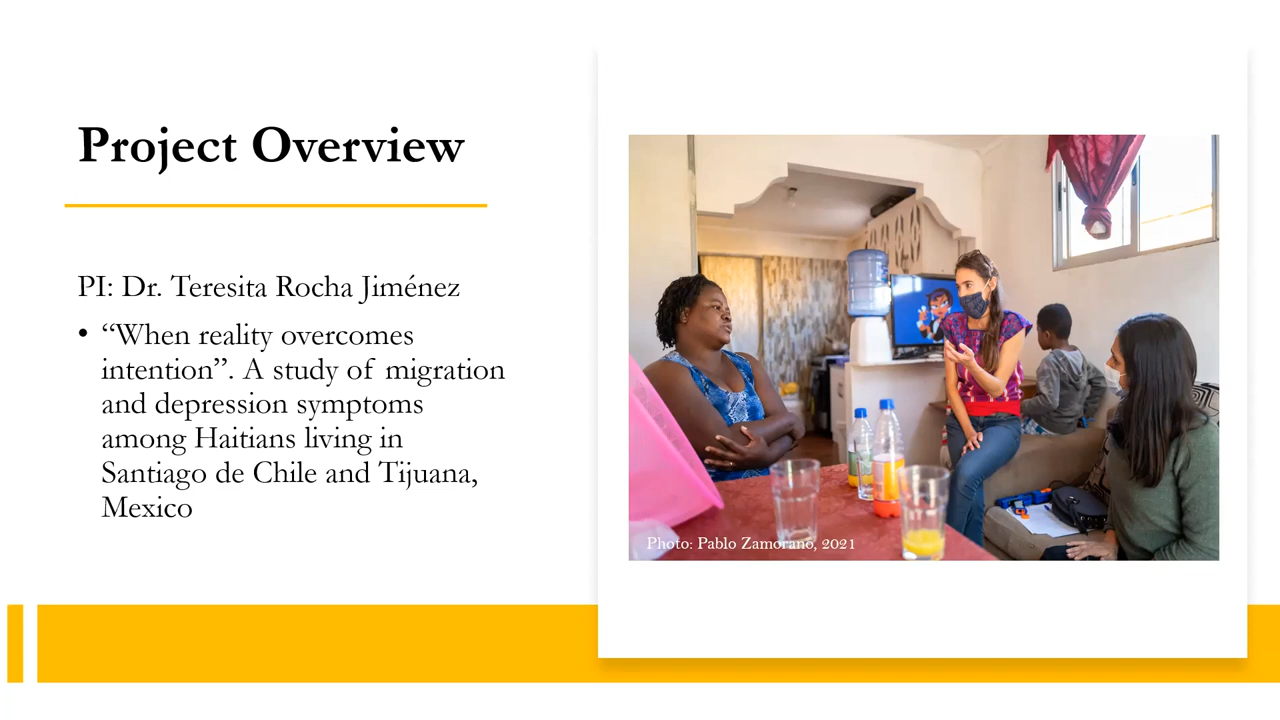 Project Overview
PI: Dr. Teresita Rocha Jiménez
• “When reality overcomes
intention”. A study of migration
and depression symptoms
among Haitians living in
Santiago de Chile and Tijuana,
Mexico
Photo: Pablo Zamorano, 2021